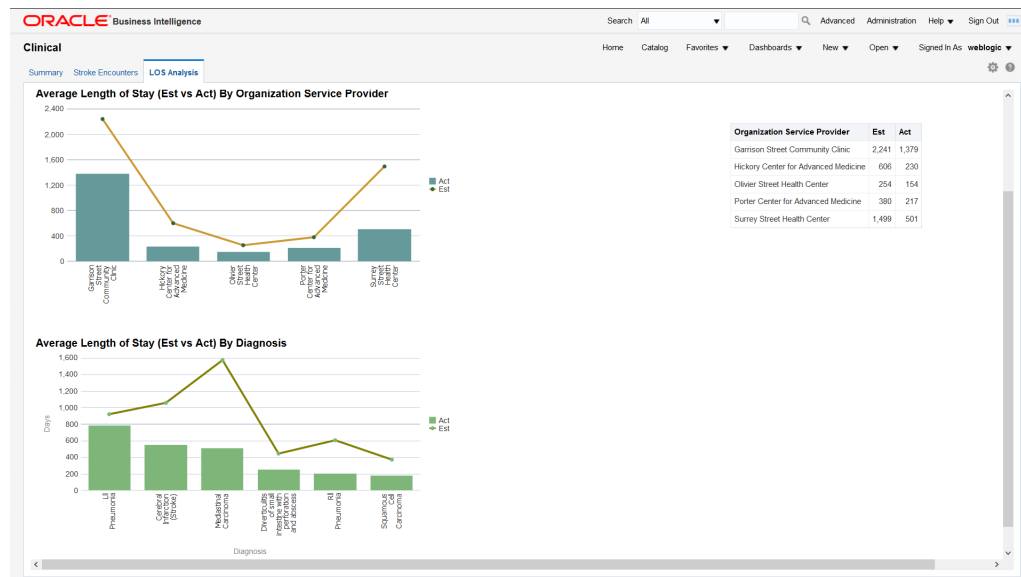 ORACLE Business Intelligence
Search All Advanced Administration Help Sign Out
Clinical
Home Catalog Favorites Dashboards New Open Signed In As weblogic
Summary Stroke Encounters LOS Analysis
Average Length of Stay (Est vs Act) By Organization Service Provider
2,400
2,000
1,600
1,200
800
400
0
Garrison
Street
Community
Clinic
Hickory
Center for
Advanced
Medicine
Olivier
Street
Health
Center
Porter
Center for
Advanced
Medicine
Surrey
Street
Health
Center
Act
Est
Organization Service Provider Est Act
Garrison Street Community Clinic 2,241 1,379
Hickory Center for Advanced Medicine 606 230
Olivier Street Health Center 254 154
Porter Center for Advanced Medicine 380 217
Surrey Street Health Center 1,499 501
Average Length of Stay (Est vs Act) By Diagnosis
Days
1,600
1,400
1,200
1,000
800
600
400
200
0
Lll
Pneumonia
Cerebral
Infarction
(Stroke)
Mediastinal
Carcinoma
Diverticulits
of small
intestine with
perforation
and abscess
Rll
Pneumonia
Squamous
Cell
Carcinoma
Diagnosis
Act
Est